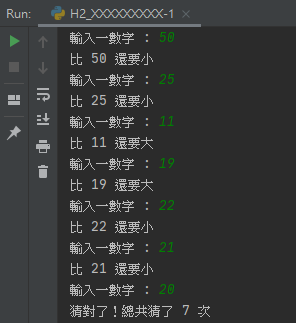 Run: H2_XXXXXXXXXX-1
輸入一數字 : 50
比 50 還要小
輸入一數字 : 25
比 25 還要小
輸入一數字 : 11
比 11 還要大
輸入一數字 : 19
比 19 還要大
輸入一數字 : 22
比 22 還要小
輸入一數字 : 21
比 21 還要小
輸入一數字 : 20
猜對了！總共猜了 7 次